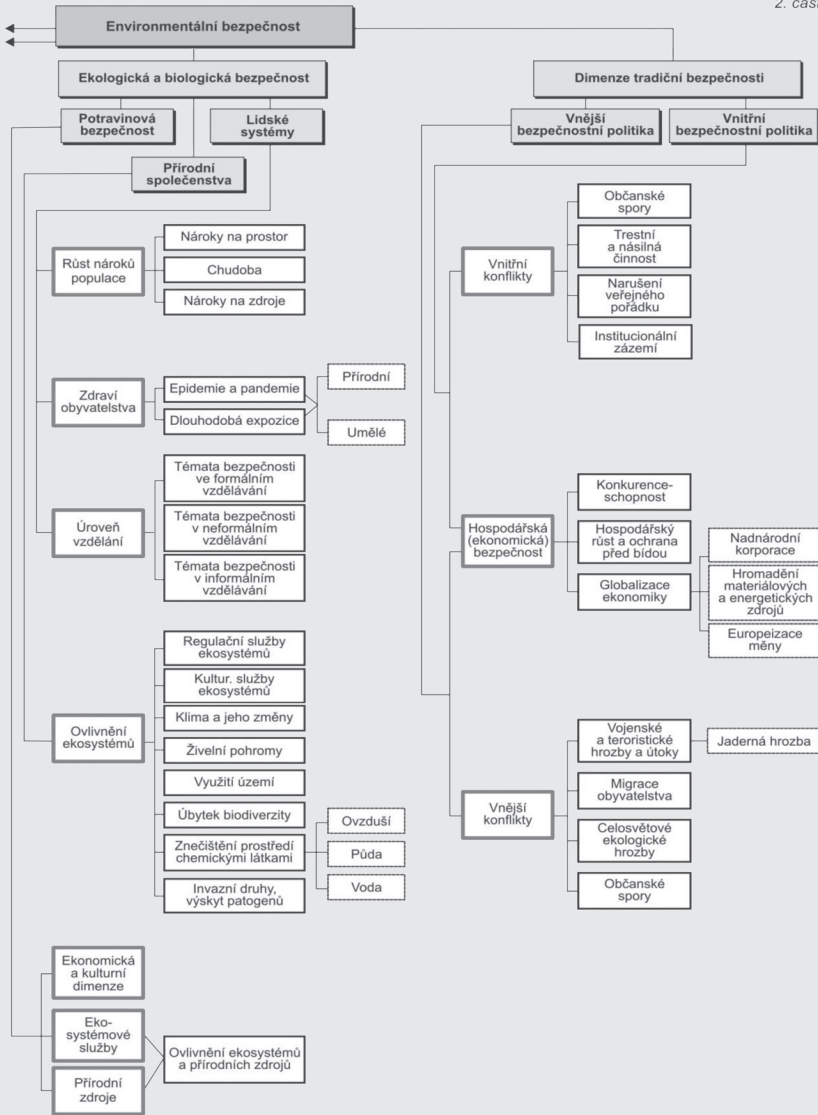 2. část
Environmentální bezpečnost
Ekologická a biologická bezpečnost
Dimenze tradiční bezpečnosti
Potravinová
bezpečnost
Lidské
systémy
Vnější
bezpečnostní politika
Vnitřní
bezpečnostní politika
Přírodní
společenstva
Růst nároků
populace
Nároky na prostor
Chudoba
Nároky na zdroje
Zdraví
obyvatelstva
Epidemie a pandemie
Dlouhodobá expozice
Přírodní
Umělé
Úroveň
vzdělání
Témata bezpečnosti
ve formálním
vzdělávání
Témata bezpečnosti
v neformálním
vzdělávání
Témata bezpečnosti
v informálním
vzdělávání
Ovlivnění
ekosystémů
Regulační služby
ekosystémů
Kultur. služby
ekosystémů
Klima a jeho změny
Živelní pohromy
Využití území
Úbytek biodiverzity
Znečištění prostředí
chemickými látkami
Invazní druhy,
výskyt patogenů
Ovzduší
Půda
Voda
Ekonomická
a kulturní
dimenze
Eko-
systémové
služby
Přírodní
zdroje
Ovlivnění ekosystémů
a přírodních zdrojů
Vnitřní
konflikty
Občanské
spory
Trestní
a násilná
činnost
Narušení
veřejného
pořádku
Institucionální
zázemí
Hospodářská
(ekonomická)
bezpečnost
Konkurence-
schopnost
Hospodářský
růst a ochrana
před bídou
Globalizace
ekonomiky
Nadnárodní
korporace
Hromadění
materiálových
a energetických
zdrojů
Europeizace
měny
Vnější
konflikty
Vojenské
a teroristické
hrozby a útoky
Jaderná hrozba
Migrace
obyvatelstva
Celosvětové
ekologické
hrozby
Občanské
spory